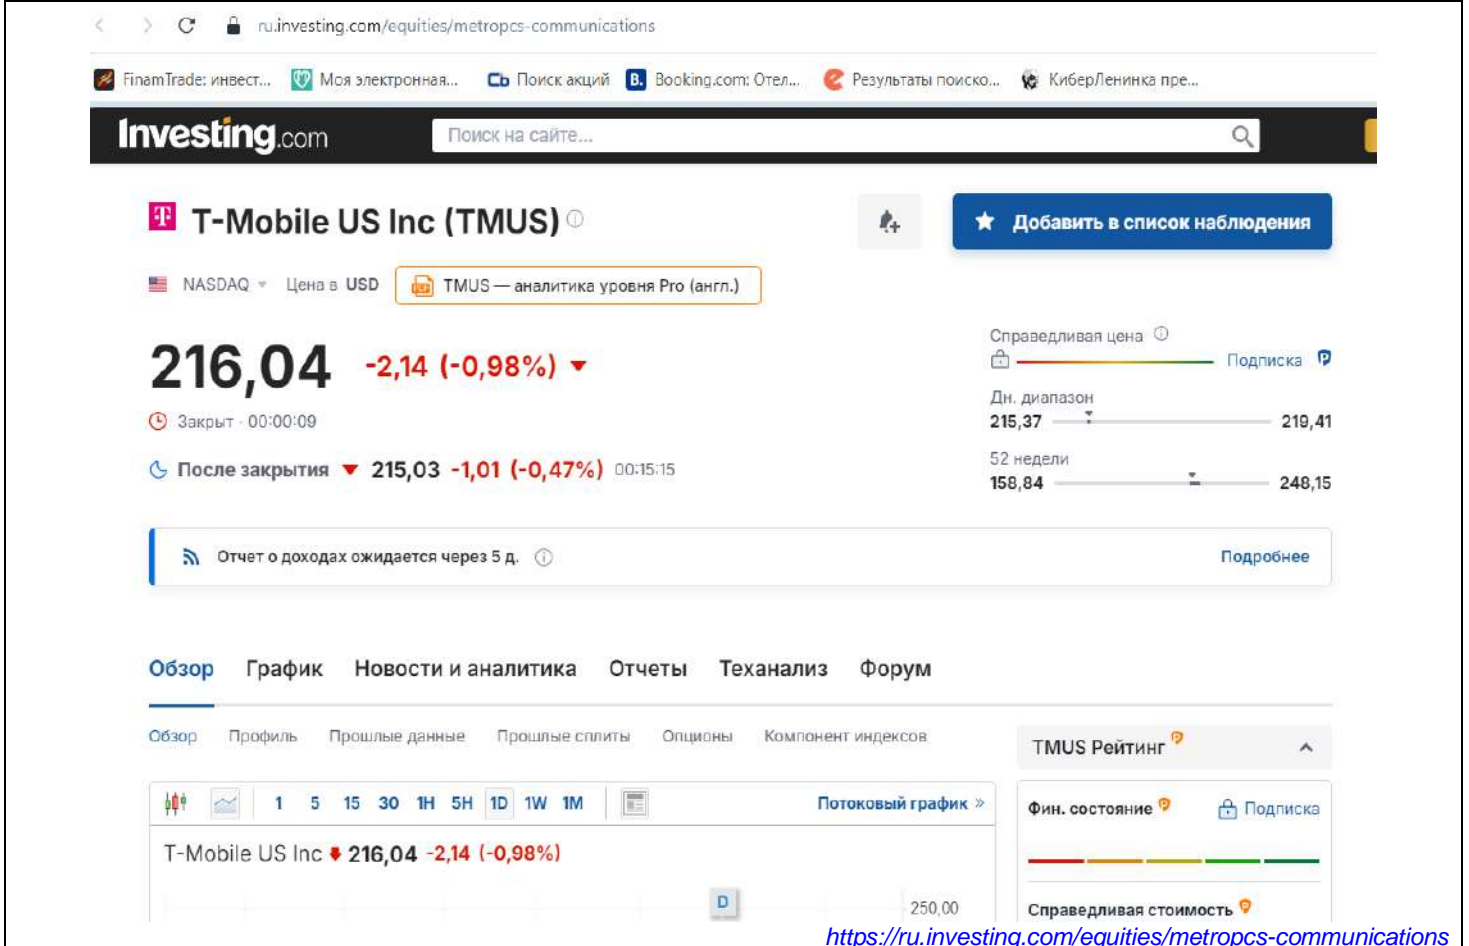 ru.investing.com/equities/metropcs-communications
FinamTrade: инвест... Моя электронная... Сь Поиск акций B. Booking.com: Отел... Результаты поиско... КиберЛенинка пре...
Investing.com Поиск на сайте...
T T-Mobile US Inc (TMUS) Добавить в список наблюдения
NASDAQ Цена в USD TMUS — аналитика уровня Pro (англ.)
Справедливая цена
Подписка
216,04 -2,14 (-0,98%)
Дн. диапазон
215,37 219,41
Закрыт · 00:00:09
52 недели
158,84 248,15
После закрытия 215,03 -1,01 (-0,47%) 00:15:15
Отчет о доходах ожидается через 5 д. Подробнее
Обзор График Новости и аналитика Отчеты Теханализ Форум
Обзор Профиль Прошлые данные Прошлые сплиты Опционы Компонент индексов
TMUS Рейтинг
1 5 15 30 1H 5H 1D 1W 1M Потоковый график »
Фин. состояние Подписка
T-Mobile US Inc 216,04 -2,14 (-0,98%)
D
250,00
Справедливая стоимость
https://ru.investing.com/equities/metropcs-communications